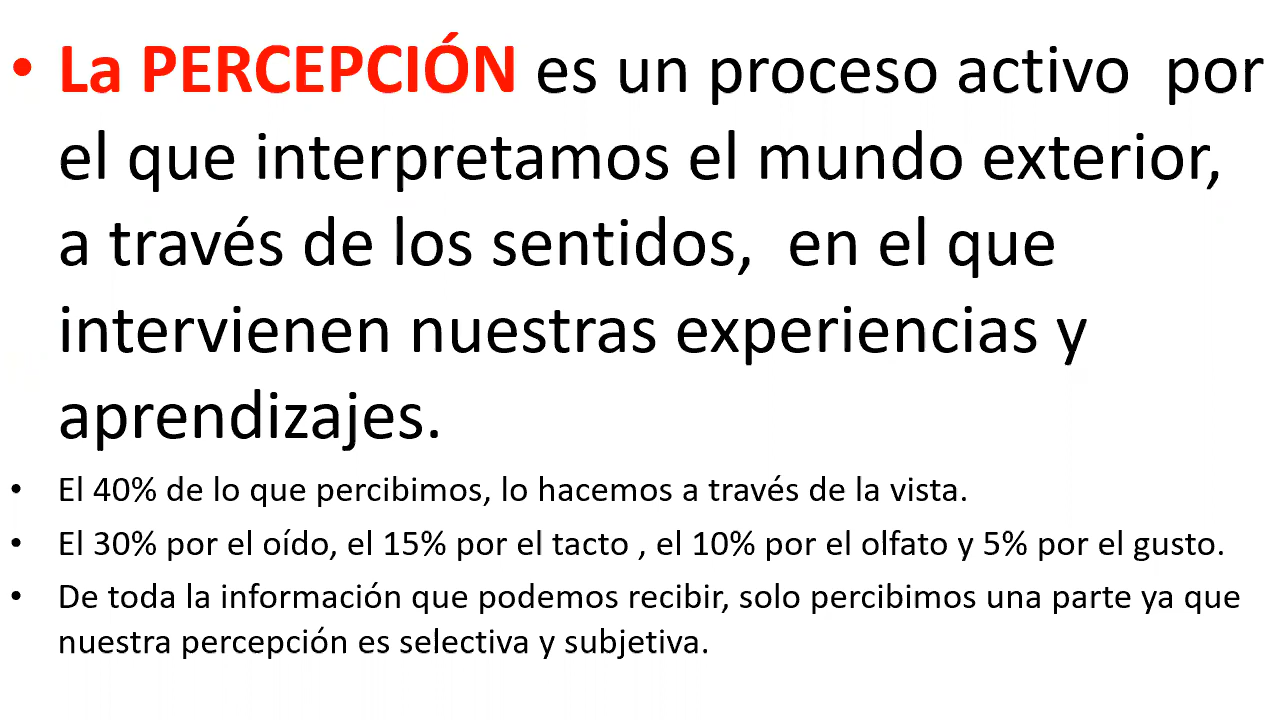 • La PERCEPCIÓN es un proceso activo por
el que interpretamos el mundo exterior,
a través de los sentidos, en el que
intervienen nuestras experiencias y
aprendizajes.
• El 40% de lo que percibimos, lo hacemos a través de la vista.
• El 30% por el oído, el 15% por el tacto , el 10% por el olfato y 5% por el gusto.
• De toda la información que podemos recibir, solo percibimos una parte ya que
nuestra percepción es selectiva y subjetiva.